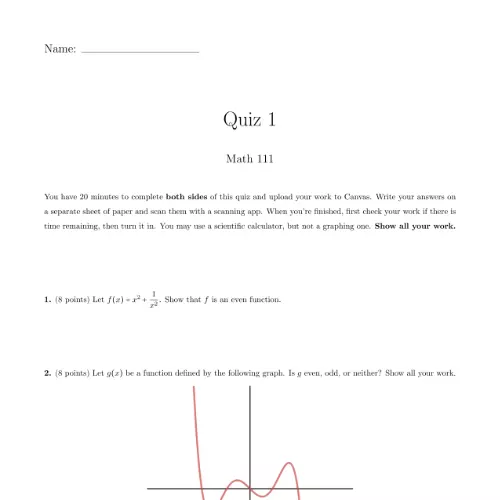 Name:
Quiz 1
Math 111
You have 20 minutes to complete both sides of this quiz and upload your work to Canvas. Write your answers on
a separate sheet of paper and scan them with a scanning app. When you're finished, first check your work if there is
time remaining, then turn it in. You may use a scientific calculator, but not a graphing one. Show all your work.
1. (8 points) Let f(x) = x² + 1/x². Show that f is an even function.
2. (8 points) Let g(x) be a function defined by the following graph. Is g even, odd, or neither? Show all your work.